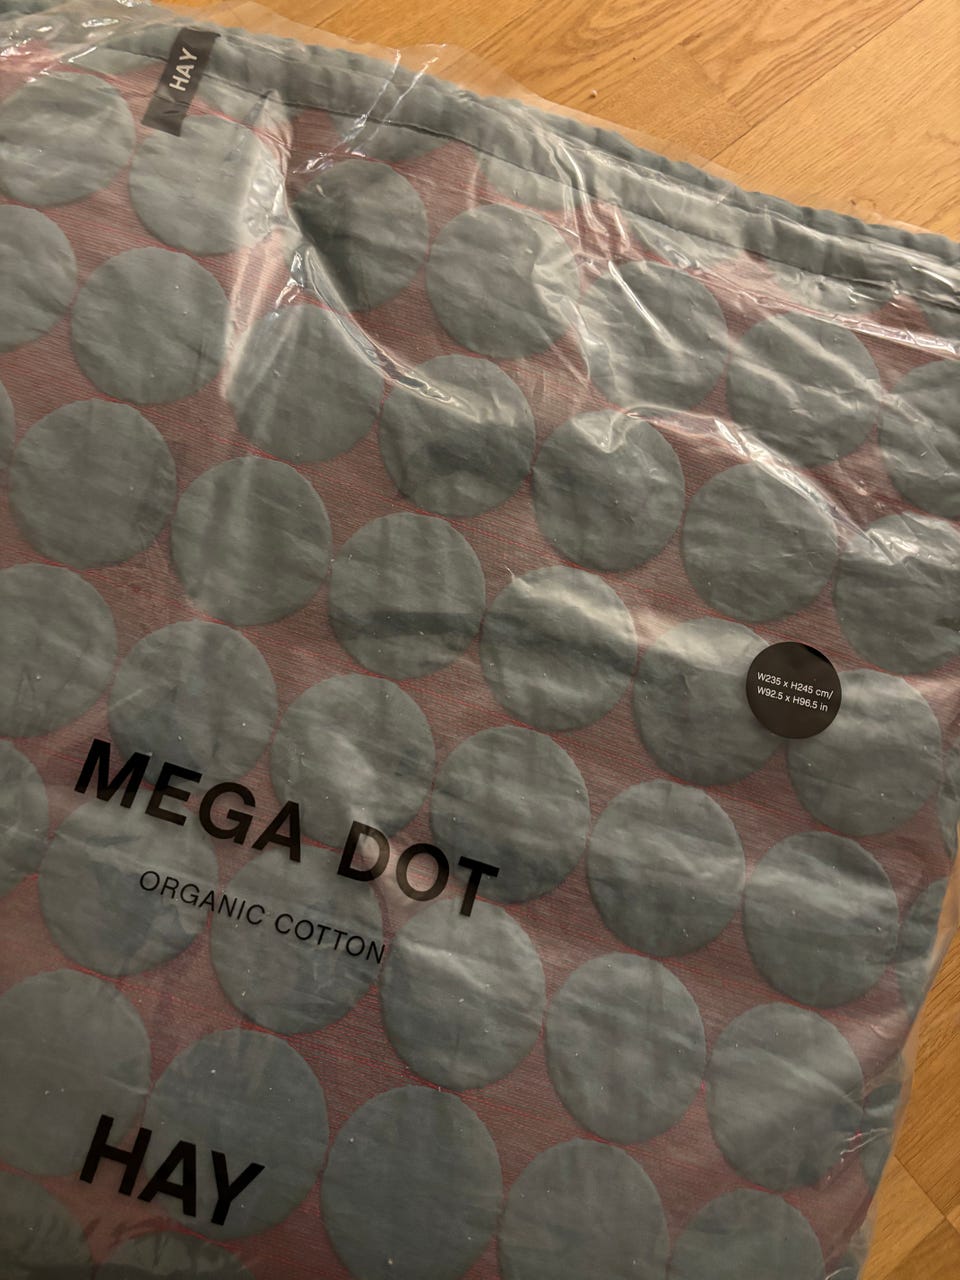 HAY
W235 x H245 cm/
W92.5 x H96.5 in
MEGA DOT
ORGANIC COTTON
HAY